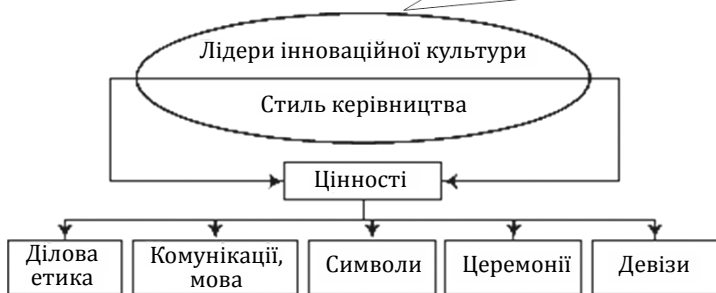 Лідери інноваційної культури
Стиль керівництва
Цінності
Ділова
етика
Комунікації,
мова
Символи
Церемонії
Девізи